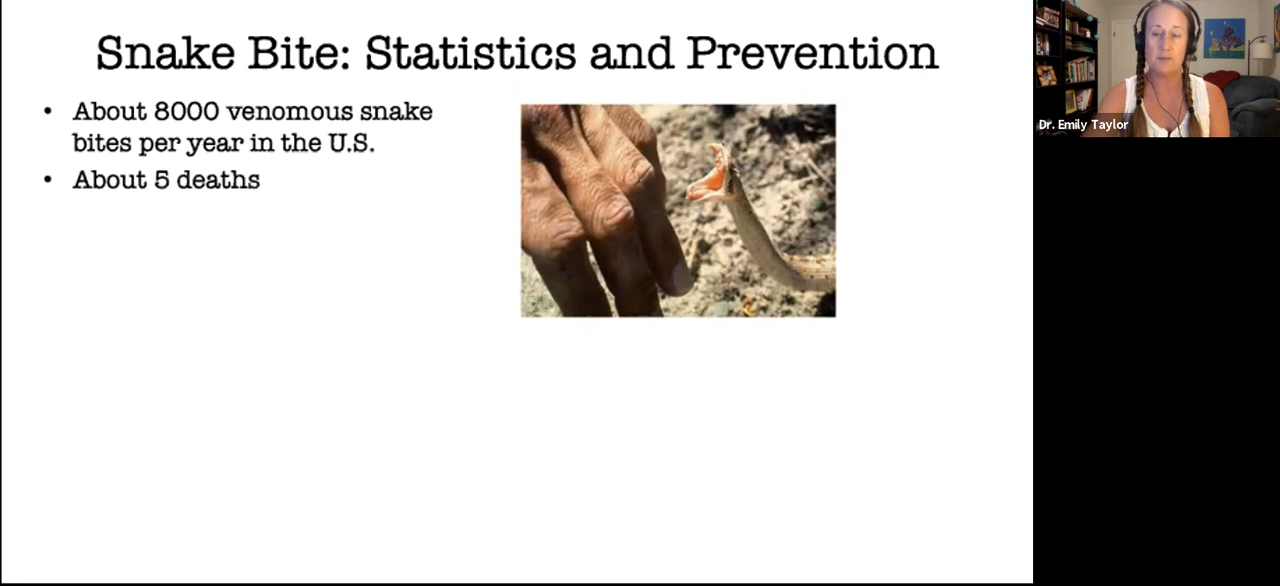 Snake Bite: Statistics and Prevention
• About 8000 venomous snake
bites per year in the U.S.
• About 5 deaths
Dr. Emily Taylor